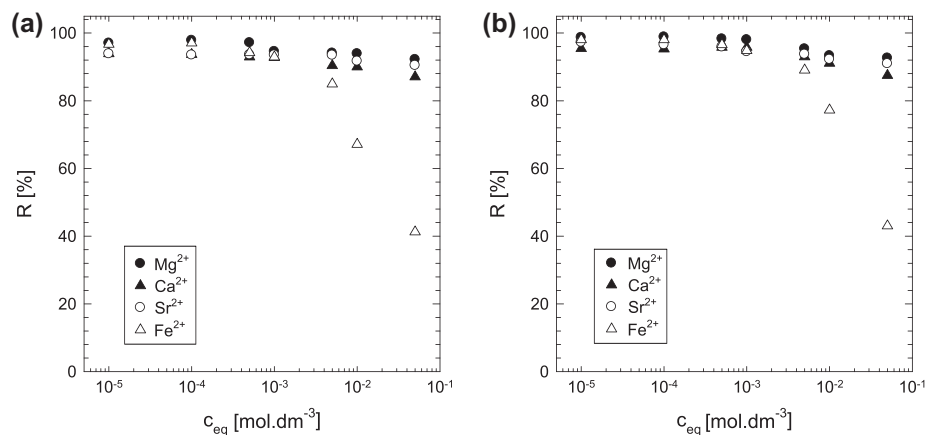 (a)
100
80
60
40
20
0
R [%]
Mg²⁺
Ca²⁺
Sr²⁺
Fe²⁺
10⁻⁵ 10⁻⁴ 10⁻³ 10⁻² 10⁻¹
c_eq [mol.dm⁻³]
(b)
100
80
60
40
20
0
R [%]
Mg²⁺
Ca²⁺
Sr²⁺
Fe²⁺
10⁻⁵ 10⁻⁴ 10⁻³ 10⁻² 10⁻¹
c_eq [mol.dm⁻³]